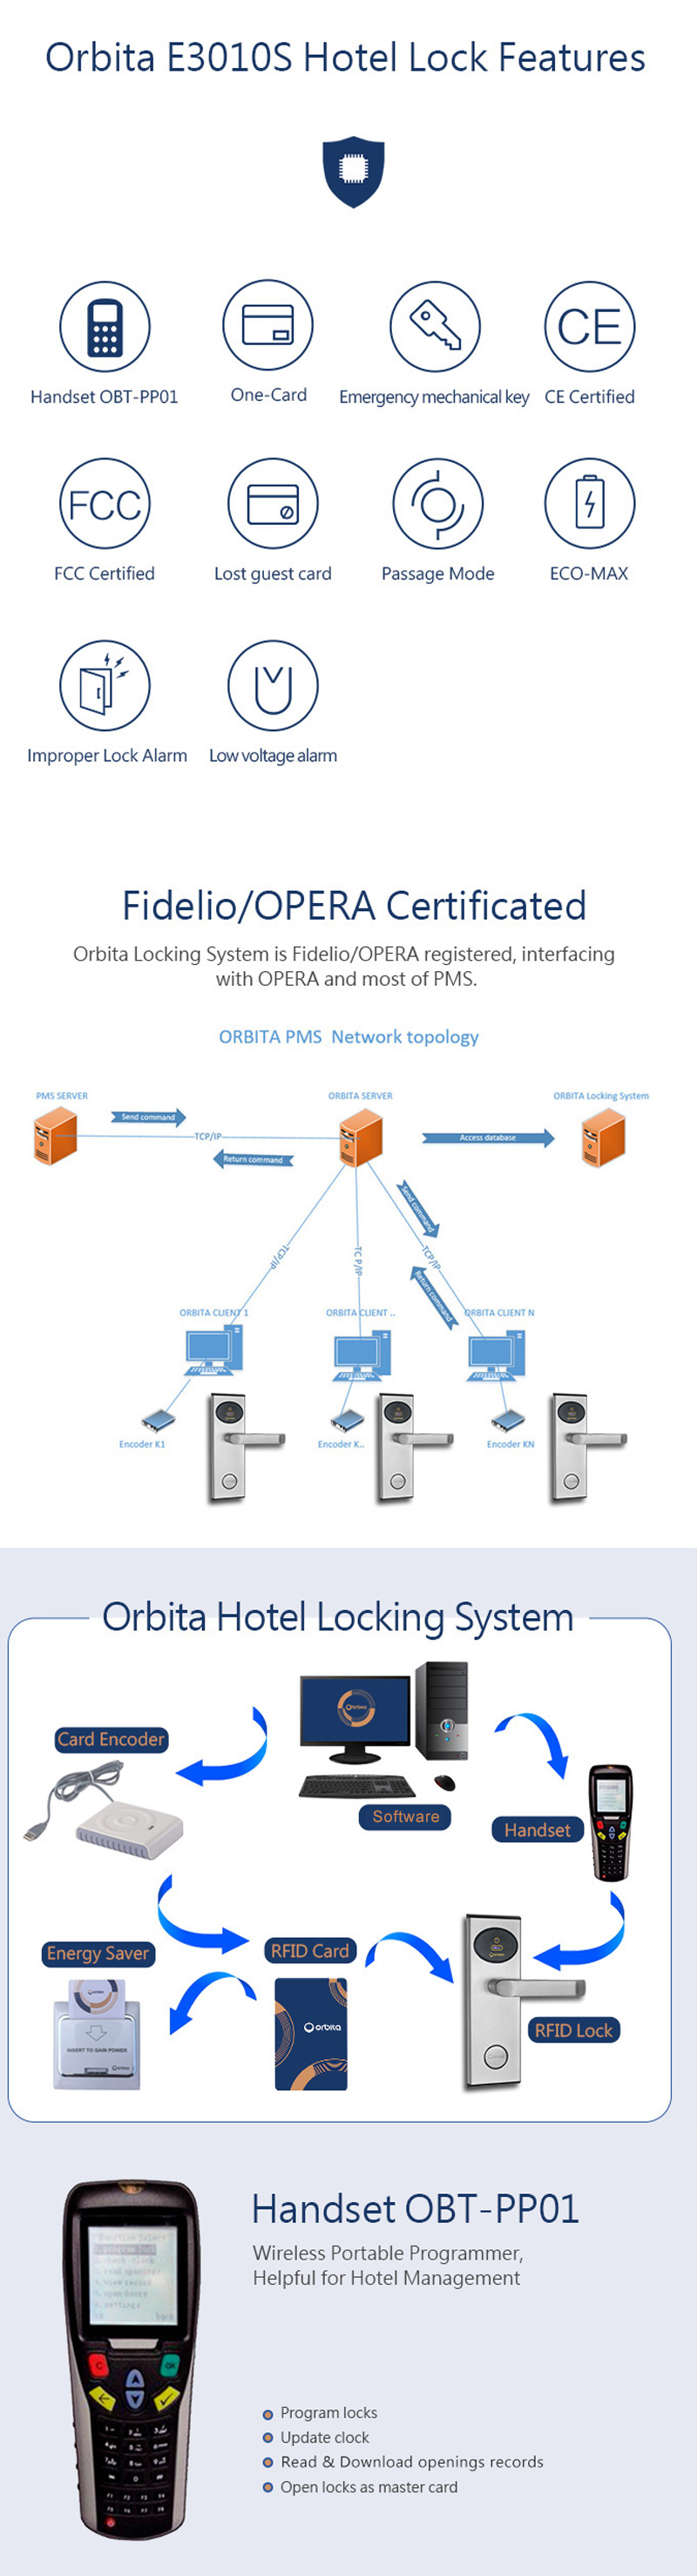 Orbita E3010S Hotel Lock Features
Handset OBT-PP01
One-Card
Emergency mechanical key
CE
CE Certified
FCC
FCC Certified
Lost guest card
Passage Mode
ECO-MAX
Improper Lock Alarm
Low voltage alarm
Fidelio/OPERA Certificated
Orbita Locking System is Fidelio/OPERA registered, interfacing
with OPERA and most of PMS.
ORBITA PMS Network topology
PMS SERVER
ORBITA SERVER
ORBITA Locking System
Send command
TCP/IP
Return command
Access database
Send command
TCP/IP
TC P/IP
TCP/IP
Return command
ORBITA CLIENT 1
ORBITA CLIENT ..
ORBITA CLIENT N
Encoder K1
Encoder K..
Encoder KN
Orbita Hotel Locking System
Card Encoder
Orbita
Software
Handset
Energy Saver
RFID Card
INSERT TO GAIN POWER
orbita
orbita
RFID Lock
Handset OBT-PP01
Wireless Portable Programmer,
Helpful for Hotel Management
Program locks
Update clock
Read & Download openings records
Open locks as master card